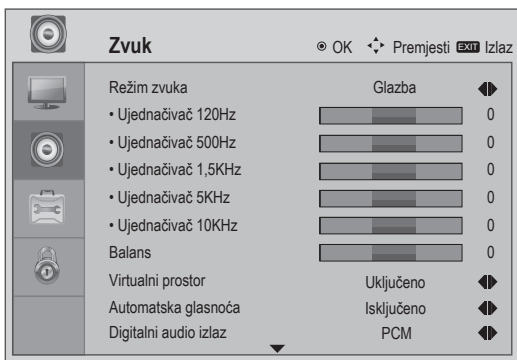 Zvuk OK Premjesti EXIT Izlaz
Režim zvuka Glazba
• Ujednačivač 120Hz 0
• Ujednačivač 500Hz 0
• Ujednačivač 1,5KHz 0
• Ujednačivač 5KHz 0
• Ujednačivač 10KHz 0
Balans 0
Virtualni prostor Uključeno
Automatska glasnoća Isključeno
Digitalni audio izlaz PCM